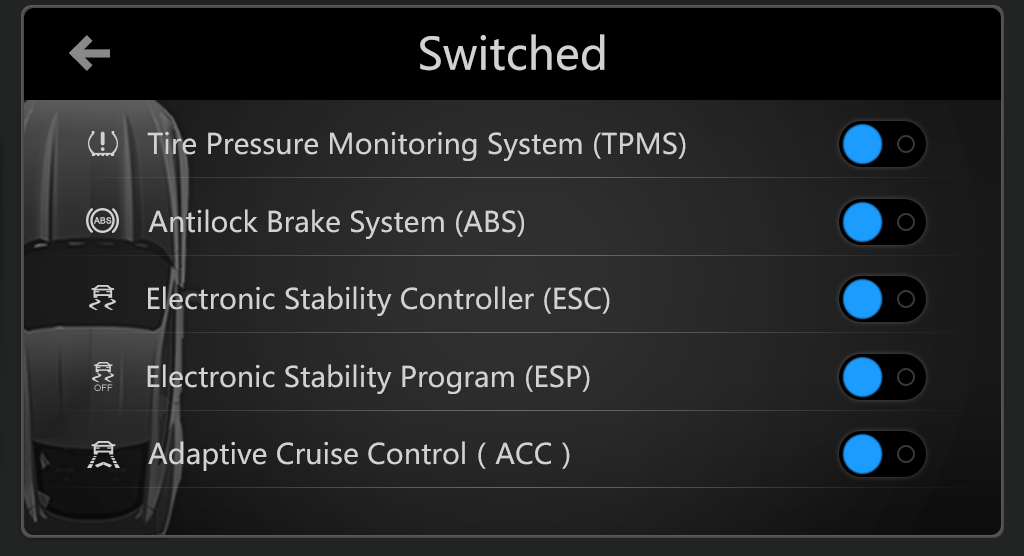 Switched
Tire Pressure Monitoring System (TPMS)
ABS Antilock Brake System (ABS)
Electronic Stability Controller (ESC)
Electronic Stability Program (ESP)
OFF
Adaptive Cruise Control ( ACC )